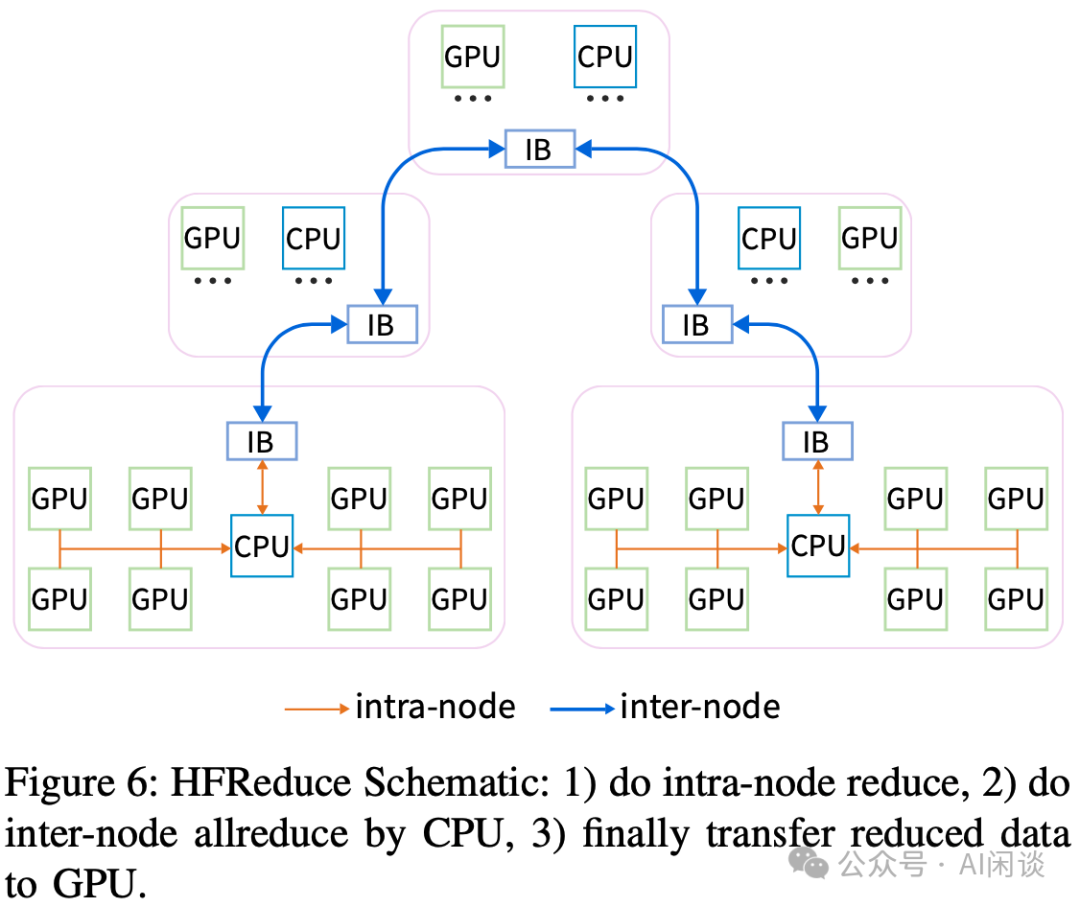 GPU CPU
••• •••
IB
GPU CPU CPU GPU
••• ••• ••• •••
IB IB
IB IB
GPU GPU GPU GPU GPU GPU GPU GPU
CPU CPU
GPU GPU GPU GPU GPU GPU GPU GPU
intra-node inter-node
Figure 6: HFReduce Schematic: 1) do intra-node reduce, 2) do
inter-node allreduce by CPU, 3) finally transfer reduced data
to GPU.
公众号 · AI闲谈